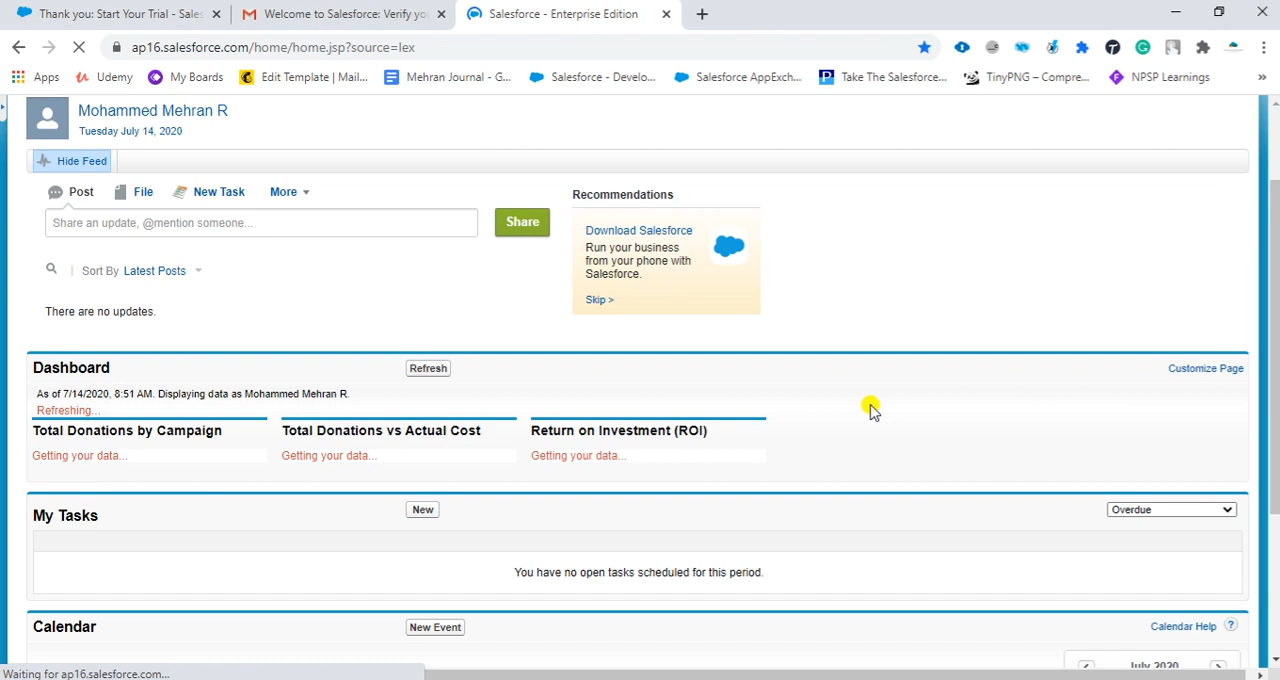 Thank you: Start Your Trial - Sales
Welcome to Salesforce: Verify you
Salesforce - Enterprise Edition
ap16.salesforce.com/home/home.jsp?source=lex
Apps
Udemy
My Boards
Edit Template | Mail...
Mehran Journal - G...
Salesforce - Develo...
Salesforce AppExch...
Take The Salesforce...
TinyPNG – Compre...
NPSP Learnings
»
Mohammed Mehran R
Tuesday July 14, 2020
Hide Feed
Post
File
New Task
More
Share an update, @mention someone...
Share
Recommendations
Download Salesforce
Run your business
from your phone with
Salesforce.
Skip >
Sort By Latest Posts
There are no updates.
Dashboard
Refresh
Customize Page
As of 7/14/2020, 8:51 AM. Displaying data as Mohammed Mehran R.
Refreshing...
Total Donations by Campaign
Total Donations vs Actual Cost
Return on Investment (ROI)
Getting your data...
Getting your data...
Getting your data...
My Tasks
New
Overdue
You have no open tasks scheduled for this period.
Calendar
New Event
Calendar Help ?
July 2020
Waiting for ap16.salesforce.com...